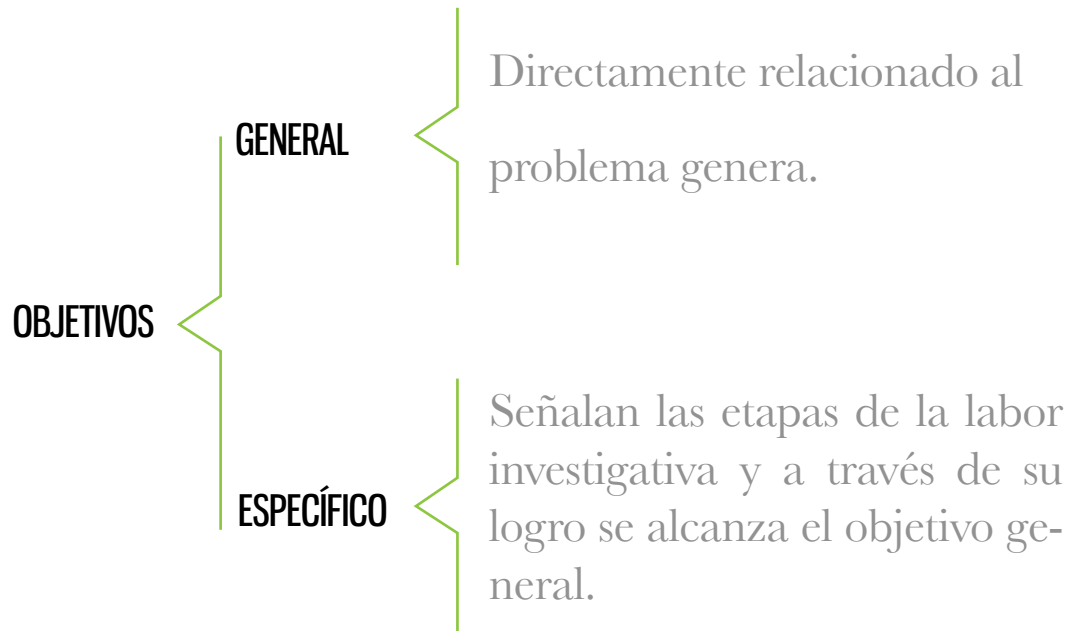 OBJETIVOS
GENERAL
Directamente relacionado al
problema genera.
ESPECÍFICO
Señalan las etapas de la labor
investigativa y a través de su
logro se alcanza el objetivo ge-
neral.